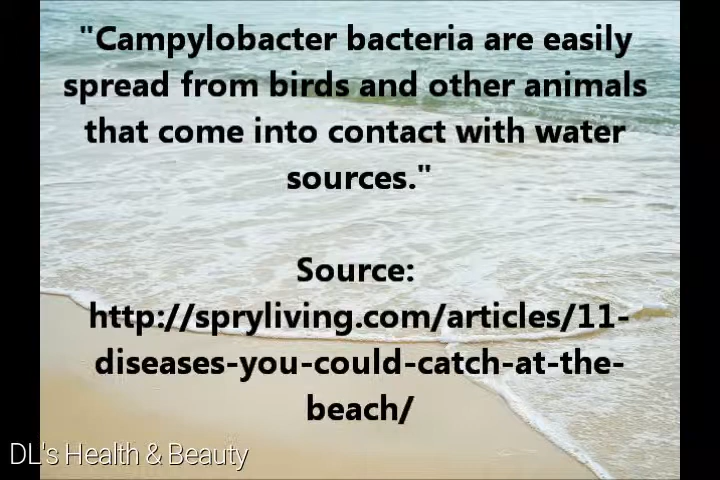 "Campylobacter bacteria are easily
spread from birds and other animals
that come into contact with water
sources."
Source:
http://spryliving.com/articles/11-
diseases-you-could-catch-at-the-
beach/
DL's Health & Beauty